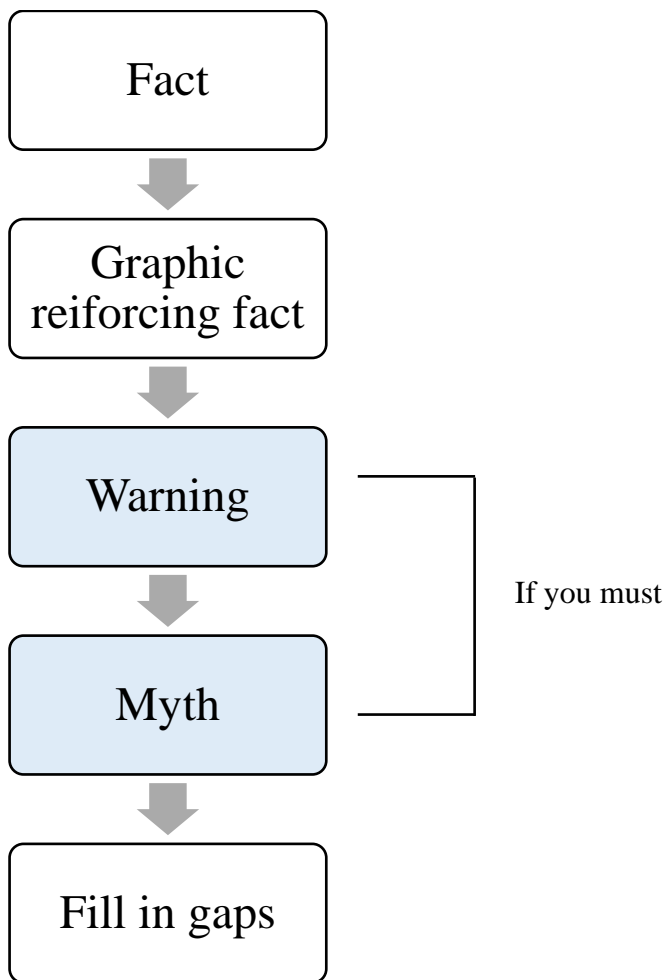 Fact
Graphic
reiforcing fact
Warning
If you must
Myth
Fill in gaps